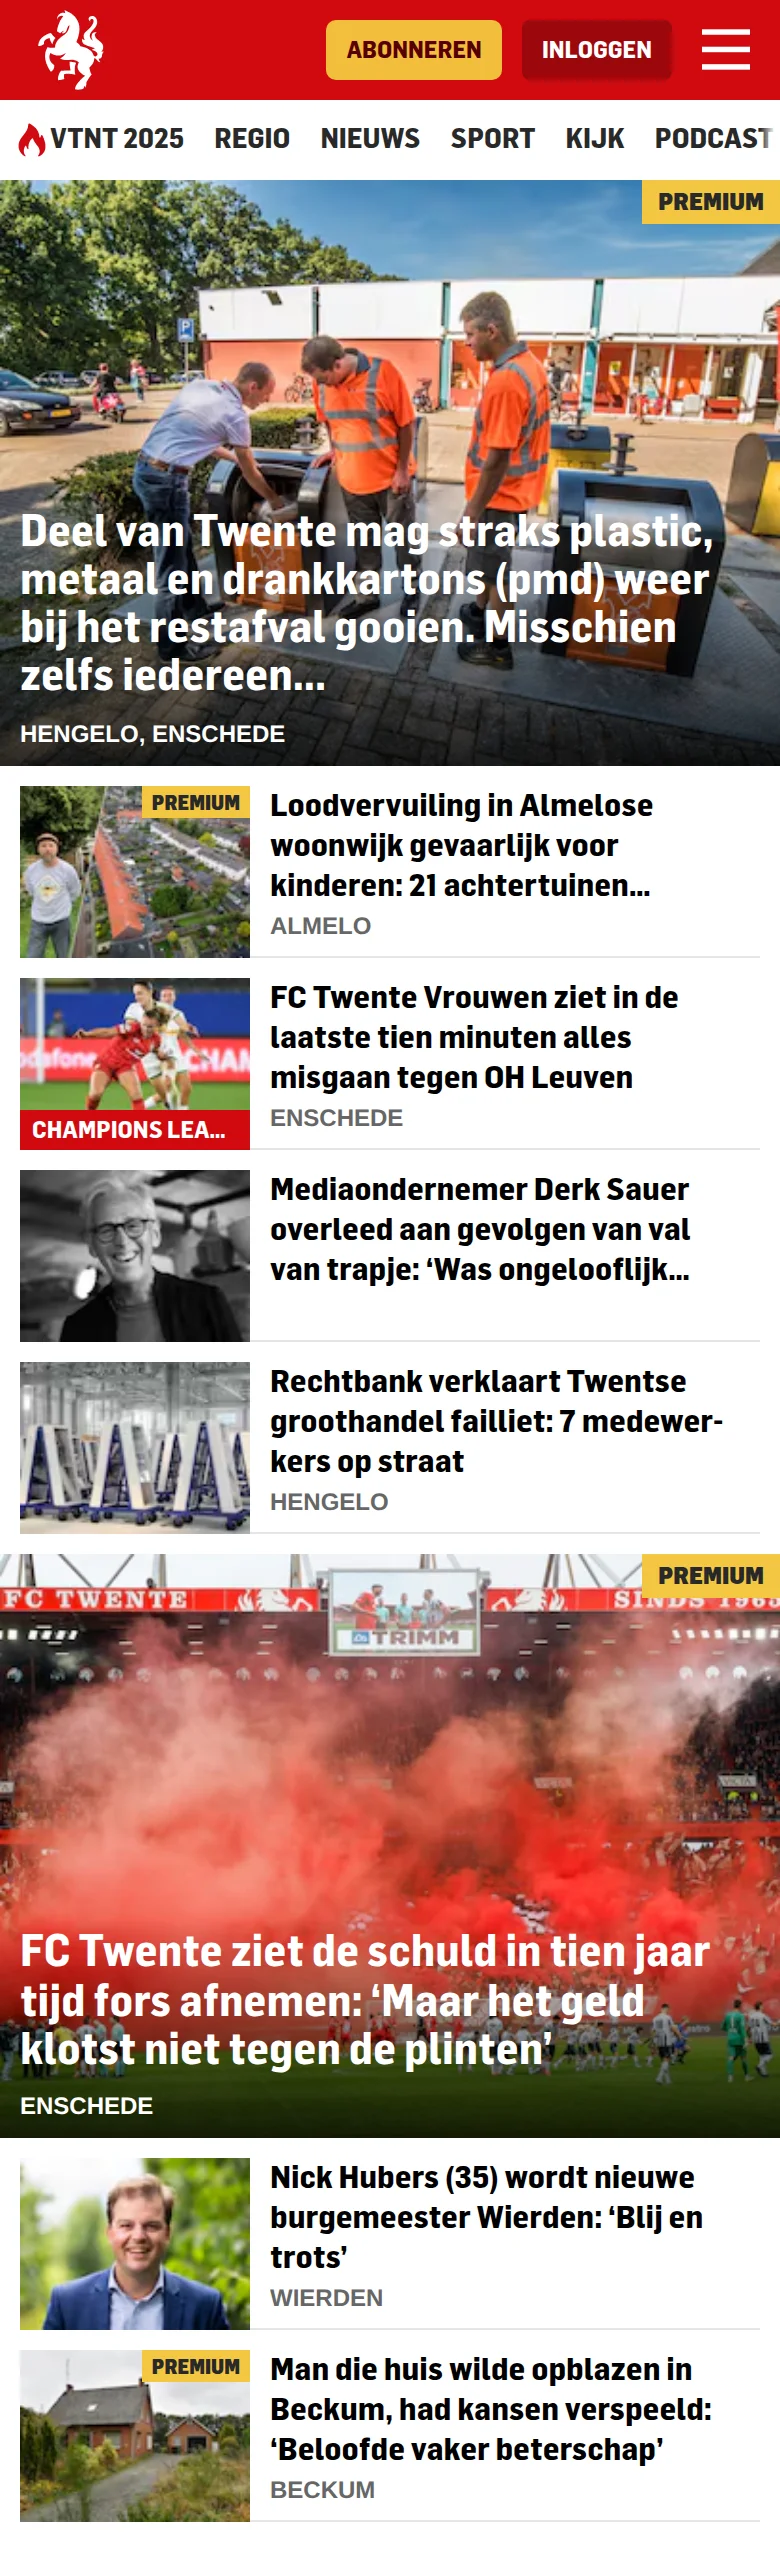 ABONNEREN
INLOGGEN
VTNT 2025 REGIO NIEUWS SPORT KIJK PODCAST
PREMIUM
P
Deel van Twente mag straks plastic,
metaal en drankkartons (pmd) weer
bij het restafval gooien. Misschien
zelfs iedereen...
HENGELO, ENSCHEDE
PREMIUM
Loodvervuiling in Almelose
woonwijk gevaarlijk voor
kinderen: 21 achtertuinen...
ALMELO
CHAMPIONS LEA...
FC Twente Vrouwen ziet in de
laatste tien minuten alles
misgaan tegen OH Leuven
ENSCHEDE
Mediaondernemer Derk Sauer
overleed aan gevolgen van val
van trapje: ‘Was ongelooflijk...
Rechtbank verklaart Twentse
groothandel failliet: 7 medewer-
kers op straat
HENGELO
PREMIUM
FC TWENTE
SINDS 1965
TRIMM
FC Twente ziet de schuld in tien jaar
tijd fors afnemen: ‘Maar het geld
klotst niet tegen de plinten’
ENSCHEDE
Nick Hubers (35) wordt nieuwe
burgemeester Wierden: ‘Blij en
trots’
WIERDEN
PREMIUM
Man die huis wilde opblazen in
Beckum, had kansen verspeeld:
‘Beloofde vaker beterschap’
BECKUM